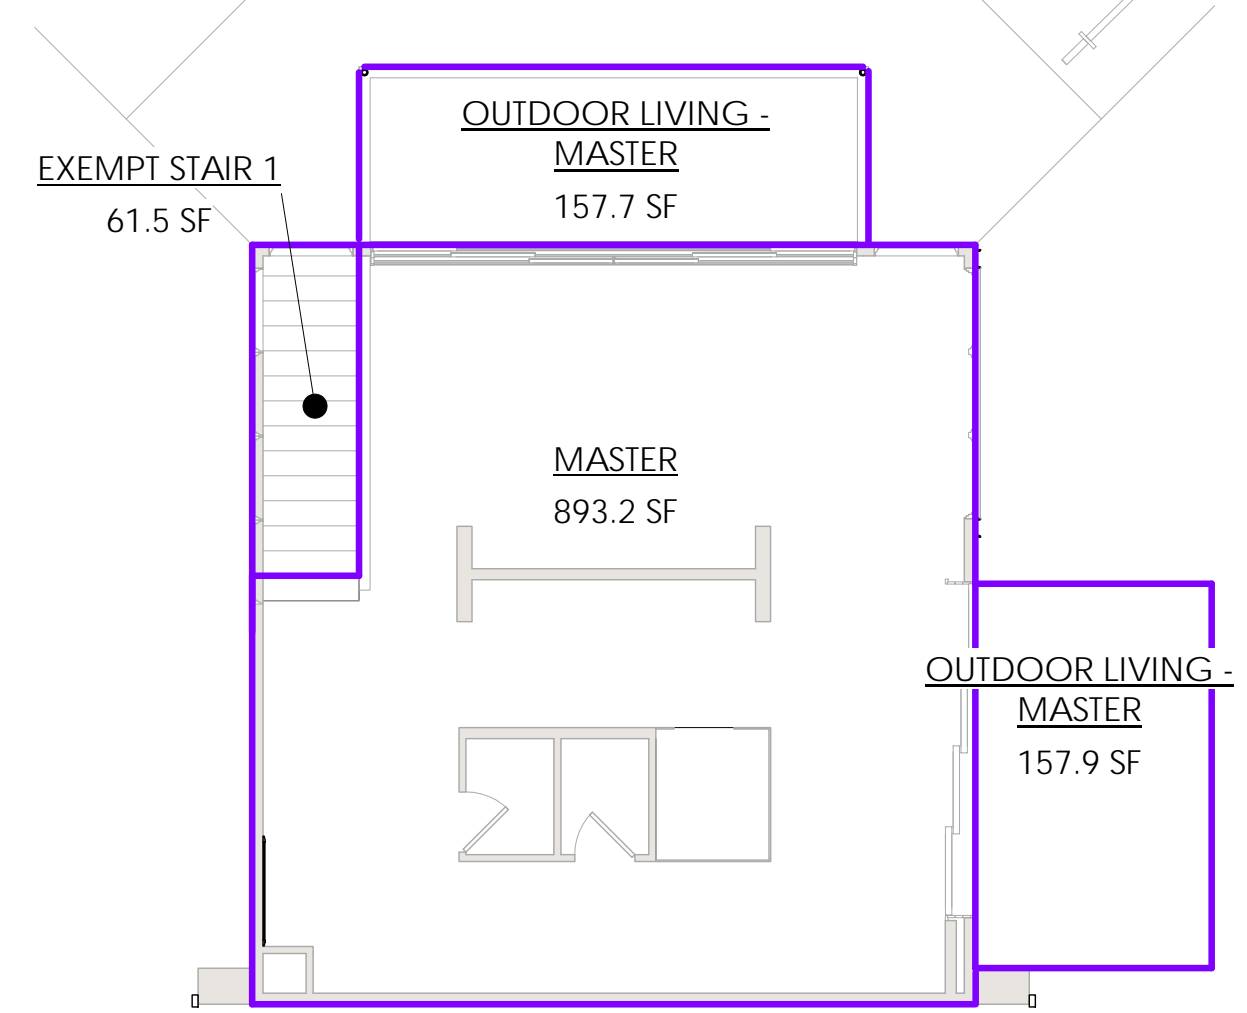 OUTDOOR LIVING -
MASTER
157.7 SF
EXEMPT STAIR 1
61.5 SF
MASTER
893.2 SF
OUTDOOR LIVING -
MASTER
157.9 SF